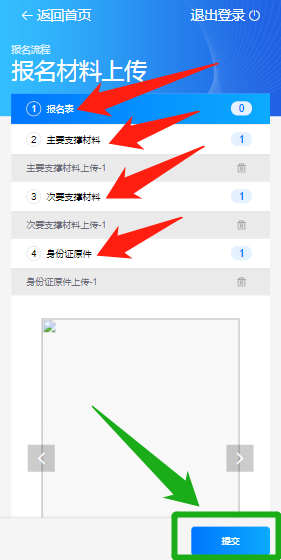 ← 返回首页 退出登录
报名流程
报名材料上传
1 报名表 0
2 主要支撑材料 1
主要支撑材料上传-1
3 次要支撑材料 1
次要支撑材料上传-1
4 身份证原件 1
身份证原件上传-1
提交